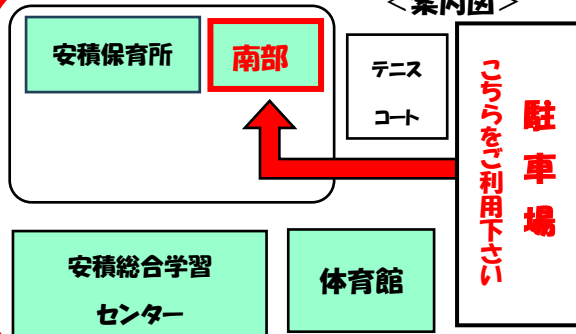 ＜案内図＞
安積保育所
南部
テニス
コート
駐車場
こちらをご利用下さい
安積総合学習
センター
体育館